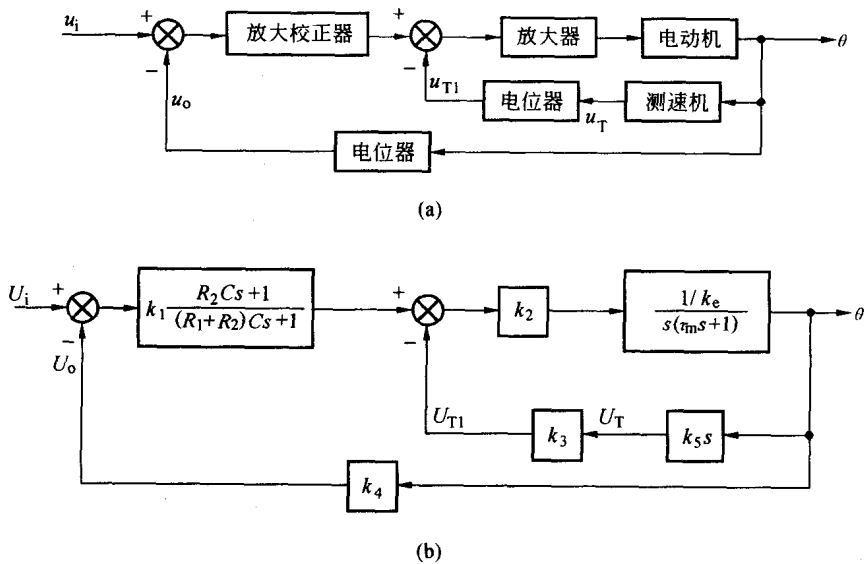 u_i
+
−
放大校正器
+
−
放大器
电动机
θ
u_T1
电位器
u_T
测速机
u_o
电位器
(a)
U_i
+
−
k_1 (R_2Cs+1)/((R_1+R_2)Cs+1)
+
−
k_2
(1/k_e)/(s(τ_m s+1))
θ
U_o
U_T1
k_3
U_T
k_5s
k_4
(b)